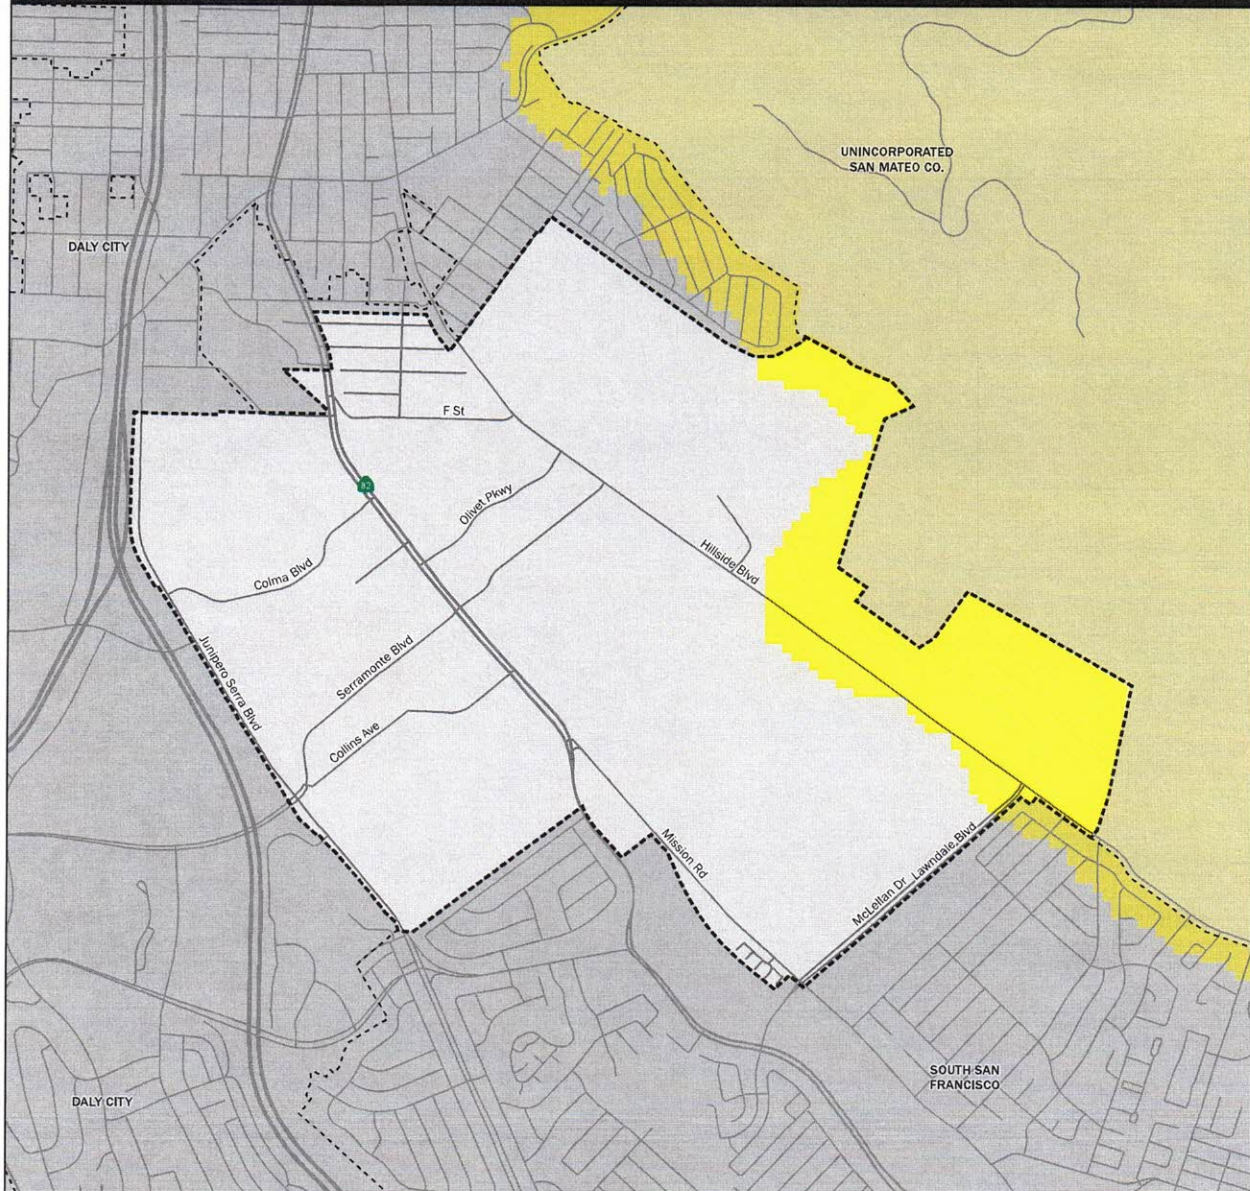 UNINCORPORATED
SAN MATEO CO.
DALY CITY
F St
82
Olivet Pkwy
Hillside Blvd
Colma Blvd
Junipero Serra Blvd
Serramonte Blvd
Collins Ave
Mission Rd
McLellan Dr
Lawndale Blvd
SOUTH SAN
FRANCISCO
DALY CITY